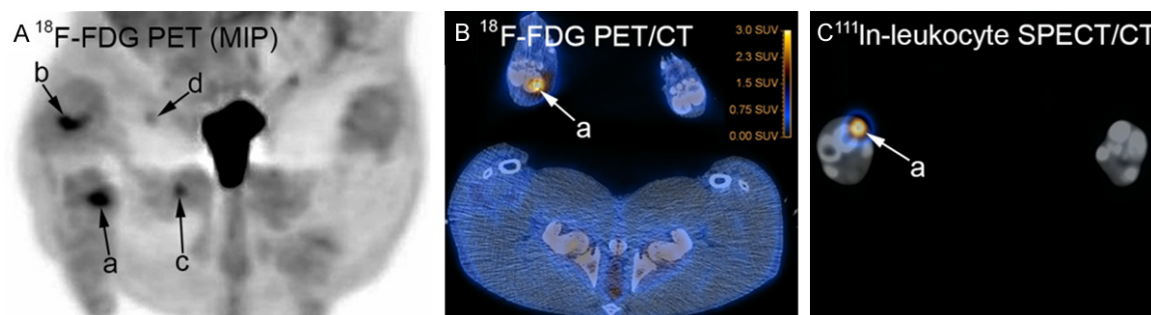 A ¹⁸F-FDG PET (MIP)
b
d
a
c
B ¹⁸F-FDG PET/CT
3.0 SUV
2.3 SUV
1.5 SUV
0.75 SUV
0.00 SUV
a
C ¹¹¹In-leukocyte SPECT/CT
a